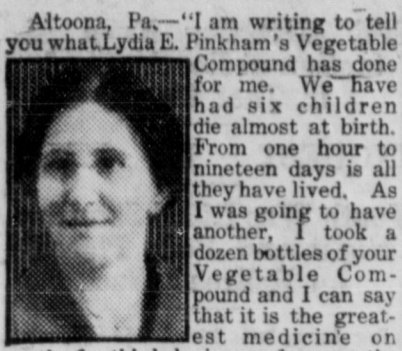 Altoona, Pa.—"I am writing to tell
you what Lydia E. Pinkham's Vegetable
Compound has done
for me. We have
had six children
die almost at birth.
From one hour to
nineteen days is all
they have lived. As
I was going to have
another, I took a
dozen bottles of your
Vegetable Com-
pound and I can say
that it is the great-
est medicine on